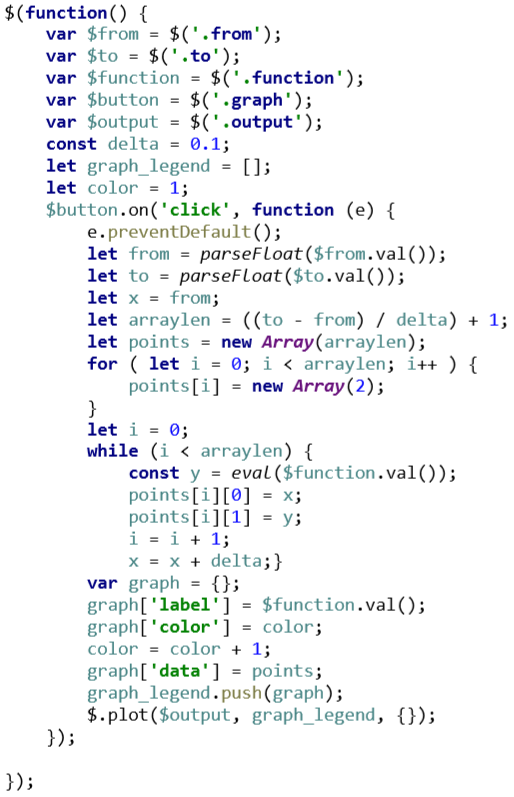 $(function() {
    var $from = $('.from');
    var $to = $('.to');
    var $function = $('.function');
    var $button = $('.graph');
    var $output = $('.output');
    const delta = 0.1;
    let graph_legend = [];
    let color = 1;
    $button.on('click', function (e) {
        e.preventDefault();
        let from = parseFloat($from.val());
        let to = parseFloat($to.val());
        let x = from;
        let arraylen = ((to - from) / delta) + 1;
        let points = new Array(arraylen);
        for ( let i = 0; i < arraylen; i++ ) {
            points[i] = new Array(2);
        }
        let i = 0;
        while (i < arraylen) {
            const y = eval($function.val());
            points[i][0] = x;
            points[i][1] = y;
            i = i + 1;
            x = x + delta;}
        var graph = {};
        graph['label'] = $function.val();
        graph['color'] = color;
        color = color + 1;
        graph['data'] = points;
        graph_legend.push(graph);
        $.plot($output, graph_legend, {});
    });

});